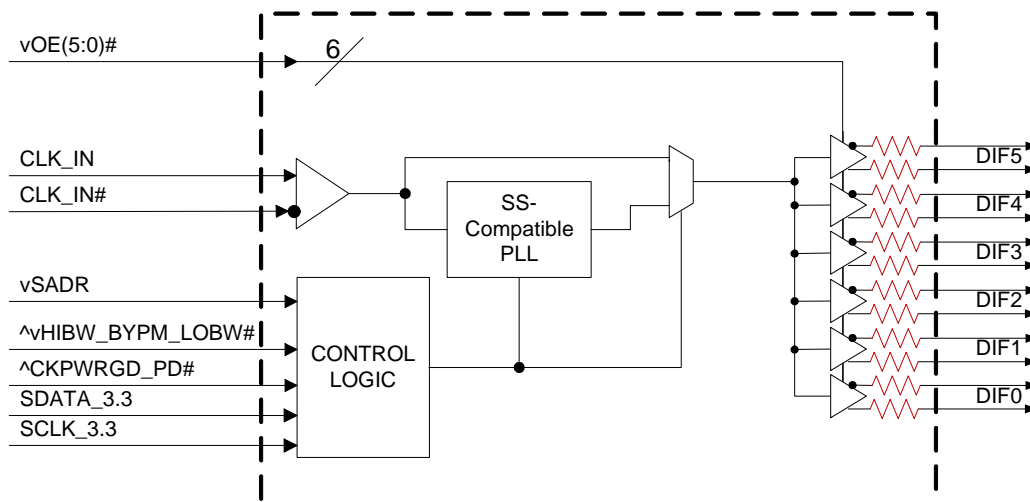 vOE(5:0)#
6
CLK_IN
CLK_IN#
SS-
Compatible
PLL
vSADR
^vHIBW_BYPM_LOBW#
^CKPWRGD_PD#
SDATA_3.3
SCLK_3.3
CONTROL
LOGIC
DIF5
DIF4
DIF3
DIF2
DIF1
DIF0